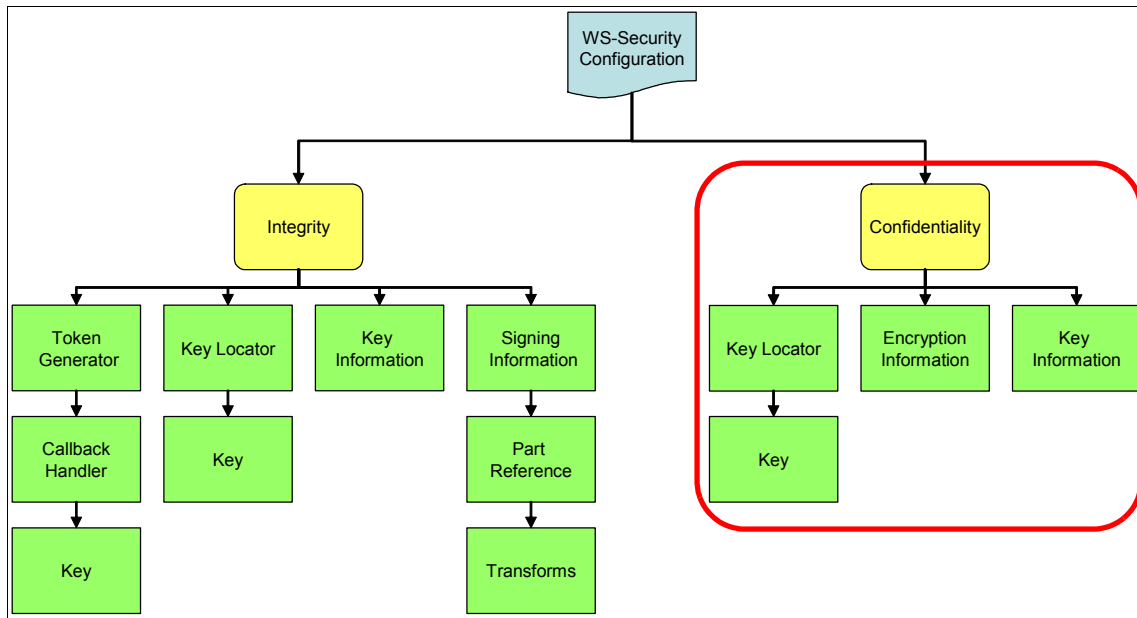 WS-Security
Configuration
Integrity
Confidentiality
Token
Generator
Key Locator
Key
Information
Signing
Information
Key Locator
Encryption
Information
Key
Information
Callback
Handler
Key
Part
Reference
Key
Key
Transforms